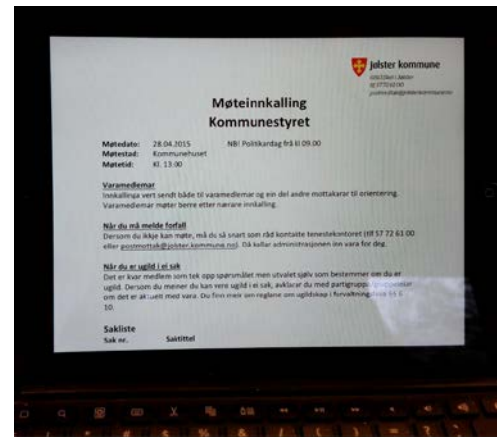 Jølster kommune
Møteinnkalling
Kommunestyret
Møtedato: 28.04.2015 NB! Politikardag frå kl 09.00
Møtestad: Kommunehuset
Møtetid: Kl. 13.00
Varamedlemar
Innkallinga vert sendt både til varamedlemar og ein del andre mottakarar til orientering.
Varamedlemar møter berre etter nærare innkalling.
Når du må melde forfall
Dersom du ikkje kan møte, må du så snart som råd kontakte tenestekontoret (tlf 57 72 61 00
eller postmottak@jolster.kommune.no). Då kallar administrasjonen inn vara for deg.
Når du er ugild i ei sak
Det er kvar medlem som tek opp spørsmålet men utvalet sjølv som bestemmer om du er
ugild. Dersom du meiner du kan vere ugild i ei sak, avklarar du med partigruppe/
om det er aktuelt med vara. Du finn meir om reglane om ugildskap i forvaltningslova §§ 6
10.
Sakliste
Sak nr. Saktittel